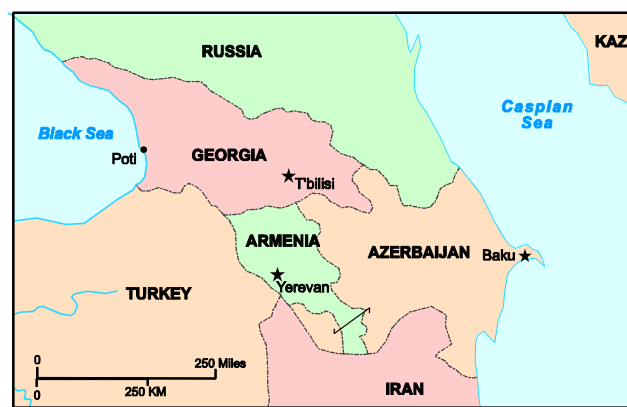 RUSSIA
KAZ
Caspian
Sea
Black Sea
Poti
GEORGIA
T'bilisi
ARMENIA
AZERBAIJAN
Baku
Yerevan
TURKEY
0
250 Miles
0
250 KM
IRAN